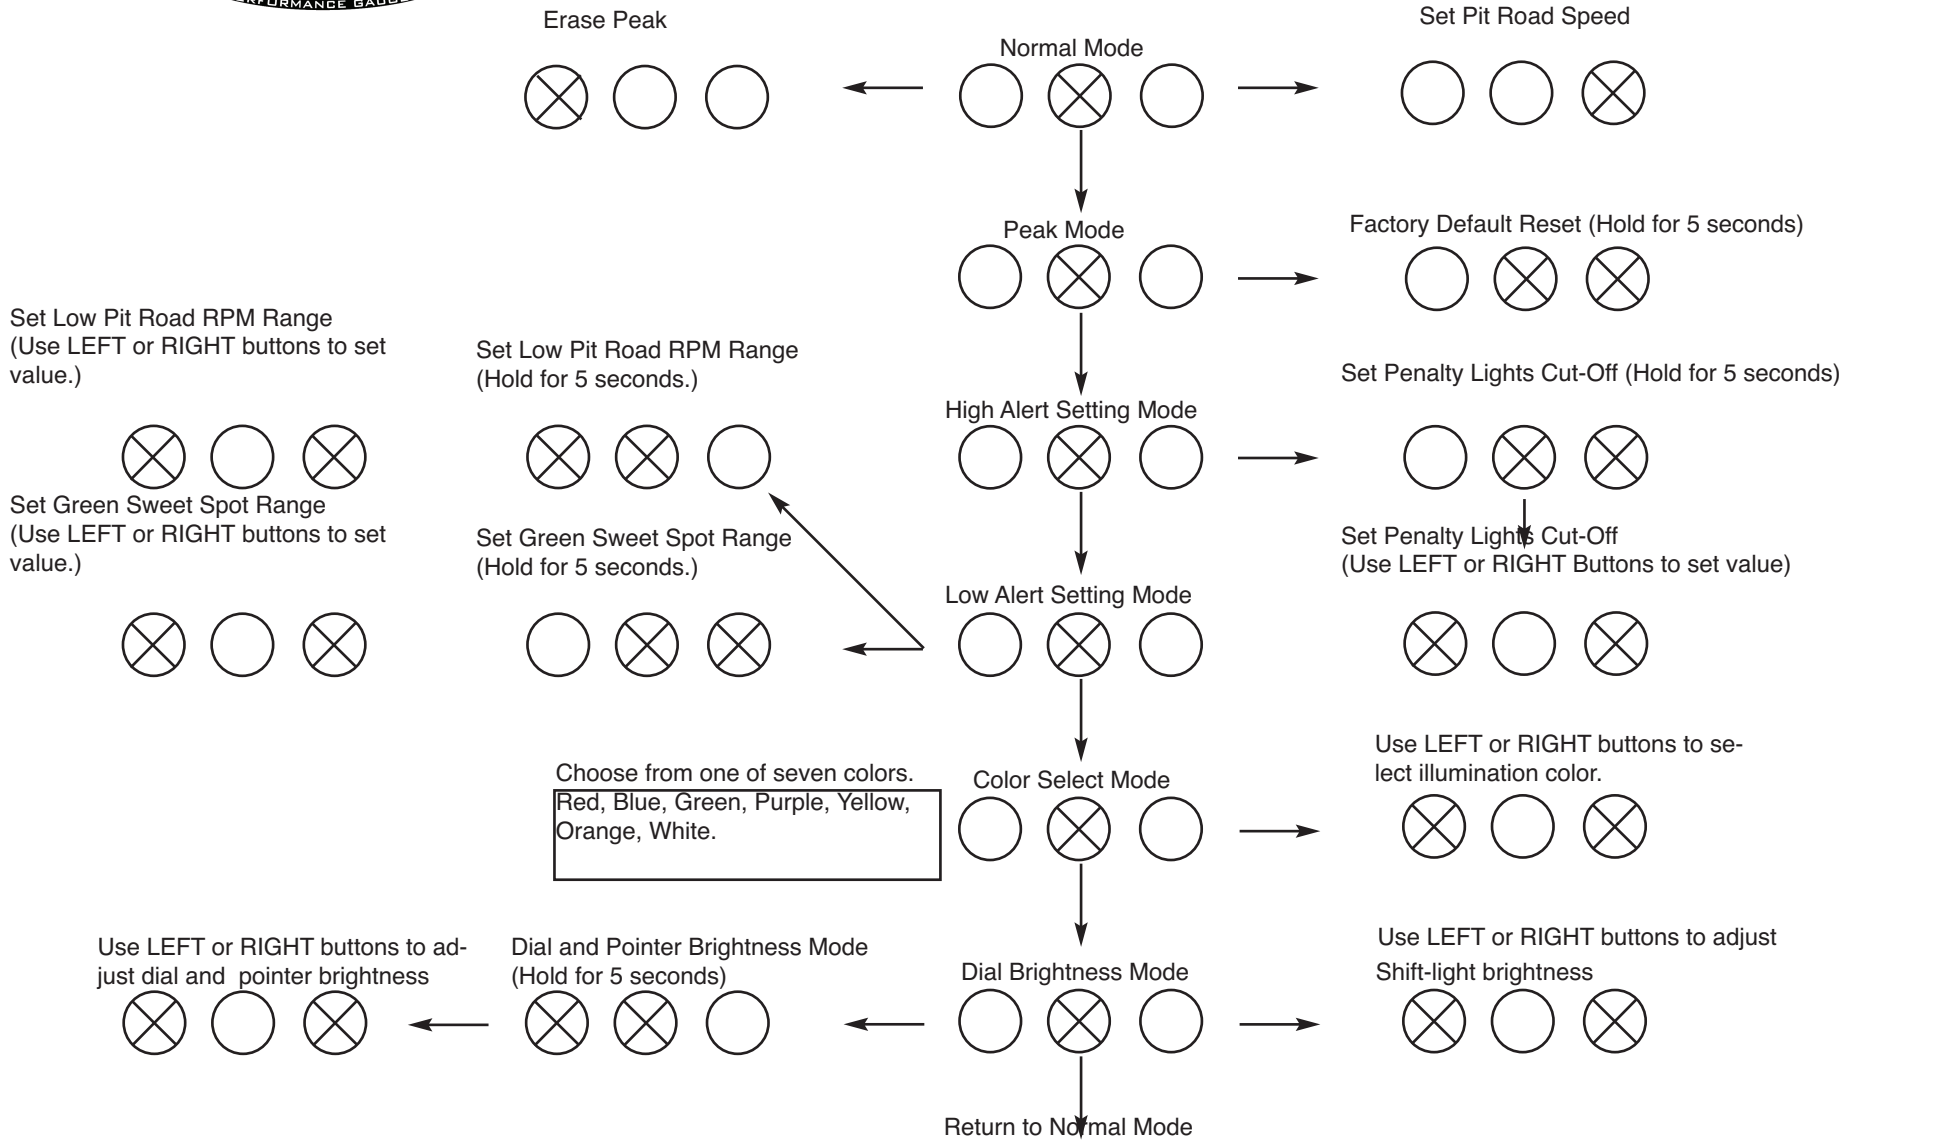 PERFORMANCE GAUGE
Erase Peak
Normal Mode
Set Pit Road Speed
Peak Mode
Factory Default Reset (Hold for 5 seconds)
Set Low Pit Road RPM Range
(Use LEFT or RIGHT buttons to set
value.)
Set Low Pit Road RPM Range
(Hold for 5 seconds.)
High Alert Setting Mode
Set Penalty Lights Cut-Off (Hold for 5 seconds)
Set Green Sweet Spot Range
(Use LEFT or RIGHT buttons to set
value.)
Set Green Sweet Spot Range
(Hold for 5 seconds.)
Low Alert Setting Mode
Set Penalty Lights Cut-Off
(Use LEFT or RIGHT Buttons to set value)
Choose from one of seven colors.
Red, Blue, Green, Purple, Yellow,
Orange, White.
Color Select Mode
Use LEFT or RIGHT buttons to se-
lect illumination color.
Use LEFT or RIGHT buttons to ad-
just dial and  pointer brightness
Dial and Pointer Brightness Mode
(Hold for 5 seconds)
Dial Brightness Mode
Use LEFT or RIGHT buttons to adjust
Shift-light brightness
Return to Normal Mode